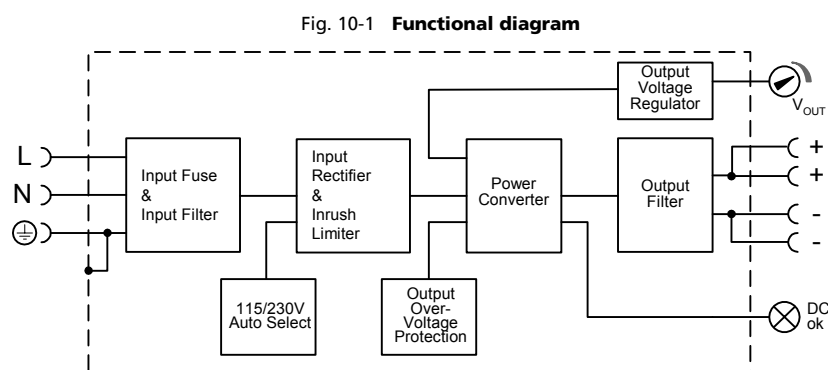 Fig. 10-1 Functional diagram
Output
Voltage
Regulator
VOUT
L
N
Input Fuse
&
Input Filter
Input
Rectifier
&
Inrush
Limiter
Power
Converter
Output
Filter
+
+
-
-
115/230V
Auto Select
Output
Over-
Voltage
Protection
DC
ok